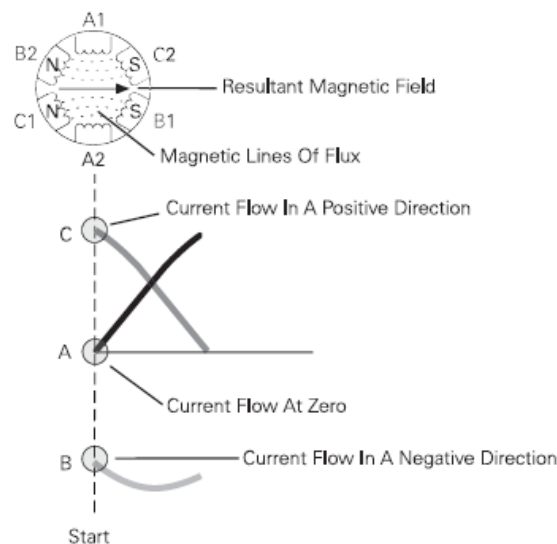 A1
B2
C2
N
S
Resultant Magnetic Field
N
S
C1
B1
A2
Magnetic Lines Of Flux
Current Flow In A Positive Direction
C
A
Current Flow At Zero
B
Current Flow In A Negative Direction
Start